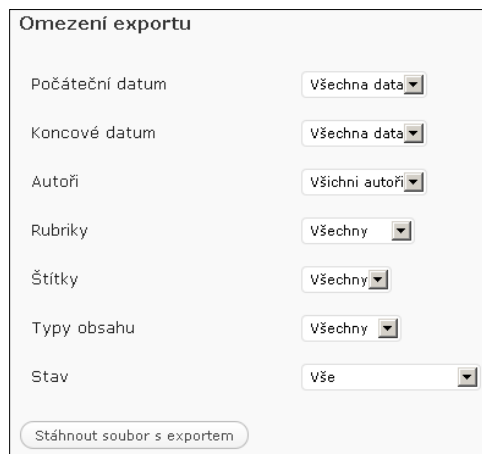 Omezení exportu
Počáteční datum Všechna data
Koncové datum Všechna data
Autoři Všichni autoři
Rubriky Všechny
Štítky Všechny
Typy obsahu Všechny
Stav Vše
Stáhnout soubor s exportem